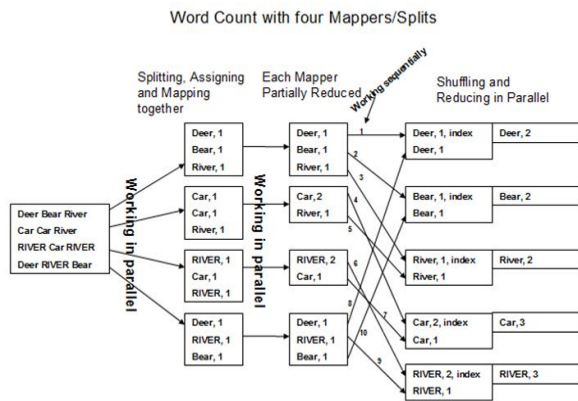 Word Count with four Mappers/Splits
Splitting, Assigning
and Mapping
together
Each Mapper
Partially Reduced
Working sequentially
Shuffling and
Reducing in Parallel
Deer Bear River
Car Car River
RIVER Car RIVER
Deer RIVER Bear
Working in parallel
Deer, 1
Bear, 1
River, 1
Car, 1
Car, 1
River, 1
RIVER, 1
Car, 1
RIVER, 1
Deer, 1
RIVER, 1
Bear, 1
Working in parallel
Deer, 1
Bear, 1
River, 1
Car, 2
River, 1
RIVER, 2
Car, 1
Deer, 1
RIVER, 1
Bear, 1
1
2
3
4
5
6
7
8
10
9
Deer, 1, index
Deer, 1
Deer, 2
Bear, 1, index
Bear, 1
Bear, 2
River, 1, index
River, 1
River, 2
Car, 2, index
Car, 1
Car, 3
RIVER, 2, index
RIVER, 1
RIVER, 3